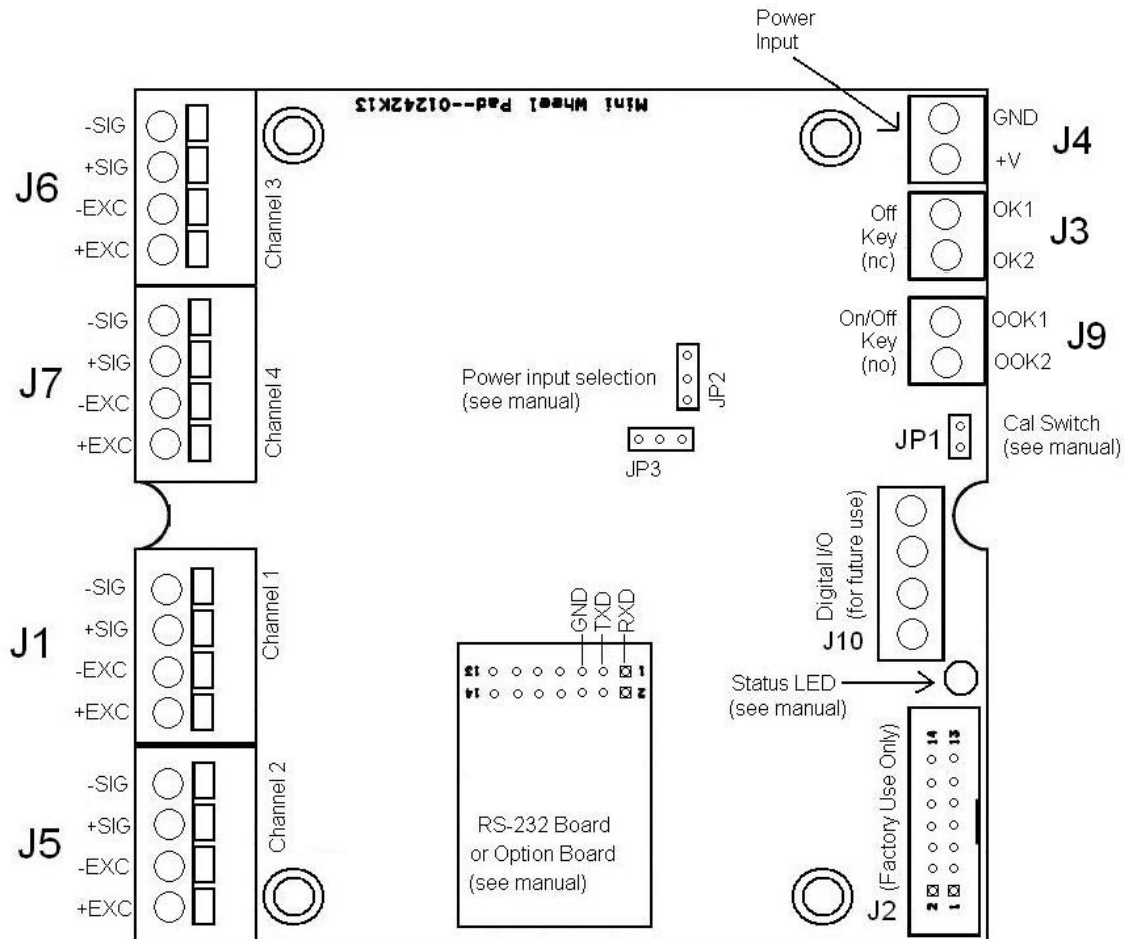 Power
Input
Mini Wheel Pad--01242K13
-SIG
+SIG
-EXC
+EXC
J6
Channel 3
-SIG
+SIG
-EXC
+EXC
J7
Channel 4
GND
+V
J4
Off
Key
(nc)
OK1
OK2
J3
On/Off
Key
(no)
OOK1
OOK2
J9
Power input selection
(see manual)
JP2
JP3
JP1
Cal Switch
(see manual)
-SIG
+SIG
-EXC
+EXC
J1
Channel 1
GND
TXD
RXD
13
1
14
2
Digital I/O
(for future use)
J10
Status LED
(see manual)
-SIG
+SIG
-EXC
+EXC
J5
Channel 2
RS-232 Board
or Option Board
(see manual)
14
13
(Factory Use Only)
2
1
J2